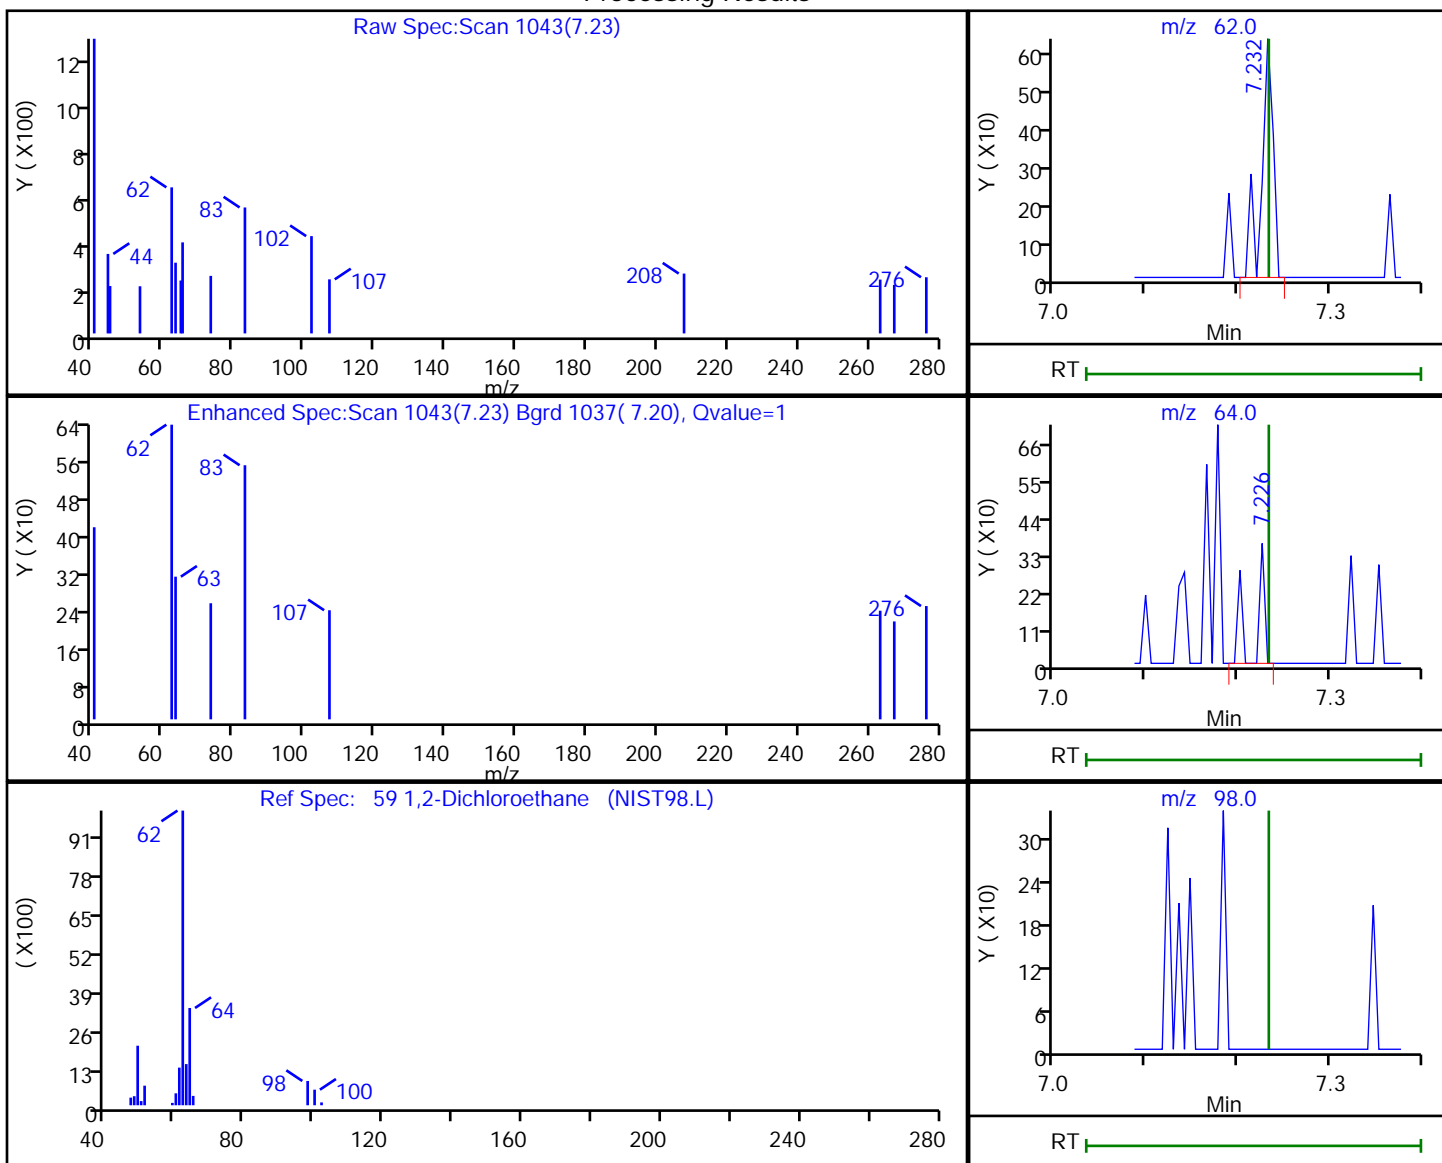 Processing Results
Raw Spec:Scan 1043(7.23)
Y ( X100)
12
10
8
6
4
2
0
62
44
83
102
107
208
276
40 60 80 100 120 140 160 180 200 220 240 260 280
m/z
m/z 62.0
Y ( X10)
60
50
40
30
20
10
0
7.232
7.0 7.3
Min
RT
Enhanced Spec:Scan 1043(7.23) Bgrd 1037( 7.20), Qvalue=1
Y ( X10)
64
56
48
40
32
24
16
8
0
62
83
63
107
276
40 60 80 100 120 140 160 180 200 220 240 260 280
m/z
m/z 64.0
Y ( X10)
66
55
44
33
22
11
0
7.226
7.0 7.3
Min
RT
Ref Spec: 59 1,2-Dichloroethane (NIST98.L)
( X100)
91
78
65
52
39
26
13
0
62
64
98
100
40 80 120 160 200 240 280
m/z 98.0
Y ( X10)
30
24
18
12
6
0
7.0 7.3
Min
RT